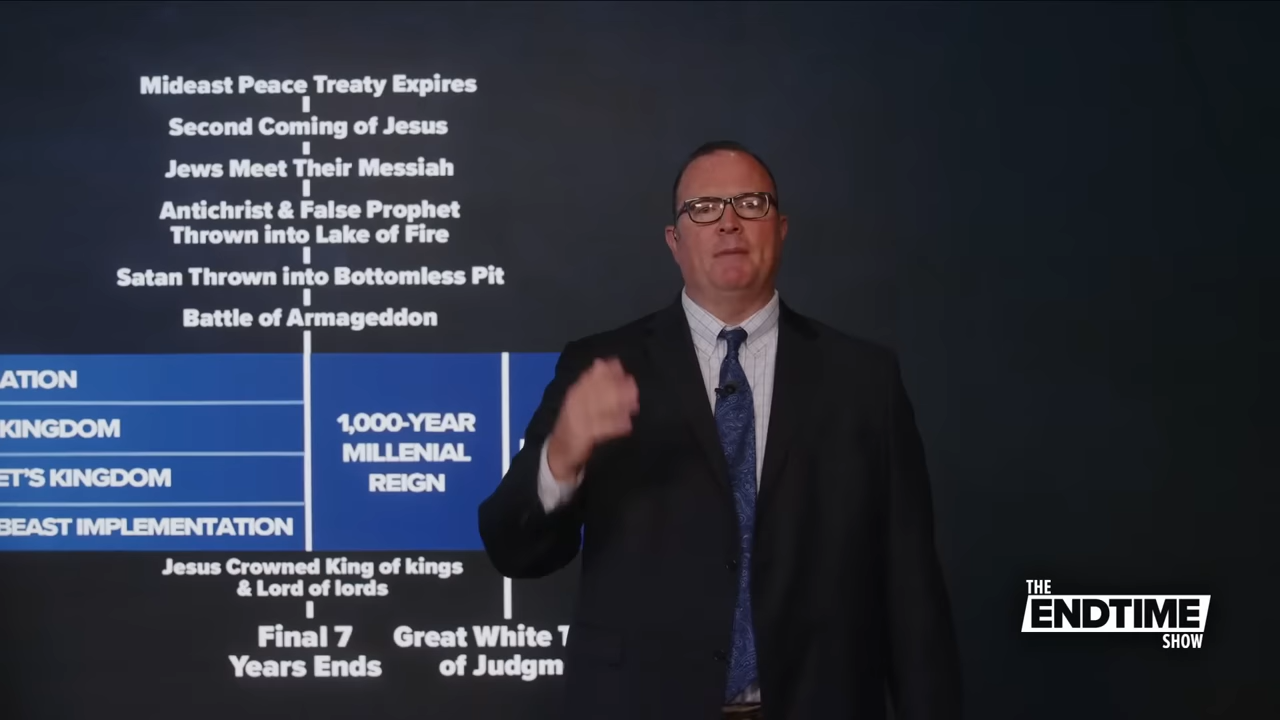 Mideast Peace Treaty Expires
Second Coming of Jesus
Jews Meet Their Messiah
Antichrist & False Prophet
Thrown into Lake of Fire
Satan Thrown into Bottomless Pit
Battle of Armageddon
ATION
KINGDOM
ET'S KINGDOM
BEAST IMPLEMENTATION
1,000-YEAR
MILLENIAL
REIGN
Jesus Crowned King of kings
& Lord of lords
Final 7
Years Ends
Great White
of Judgm
THE
ENDTIME
SHOW